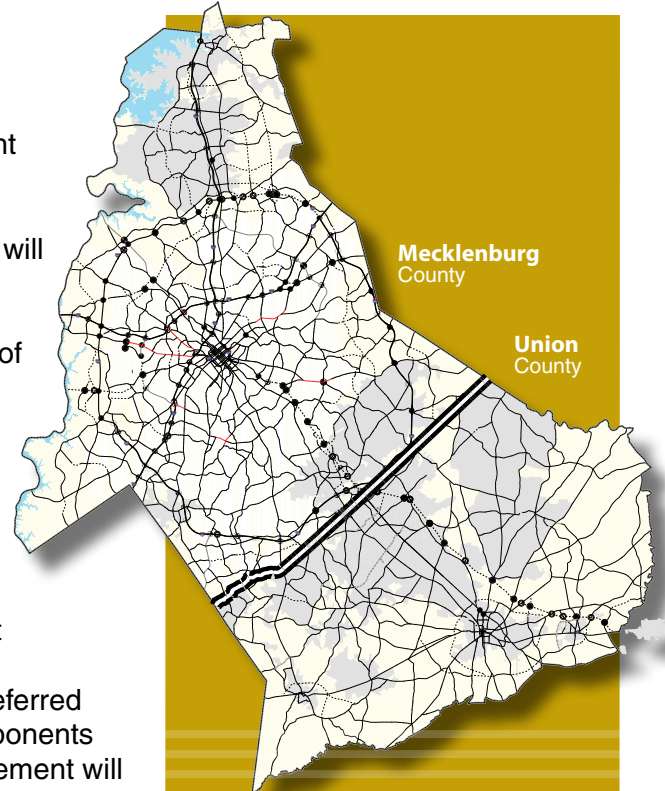 nt
will
of
Mecklenburg
County
Union
County
t
eferred
ponents
ement will